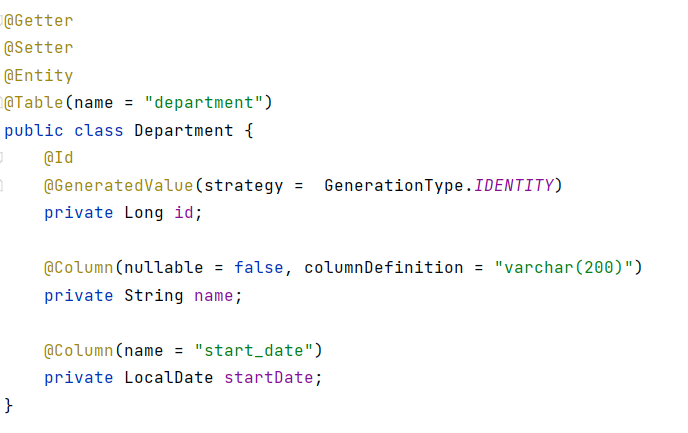 @Getter
@Setter
@Entity
@Table(name = "department")
public class Department {
    @Id
    @GeneratedValue(strategy =  GenerationType.IDENTITY)
    private Long id;

    @Column(nullable = false, columnDefinition = "varchar(200)")
    private String name;

    @Column(name = "start_date")
    private LocalDate startDate;
}